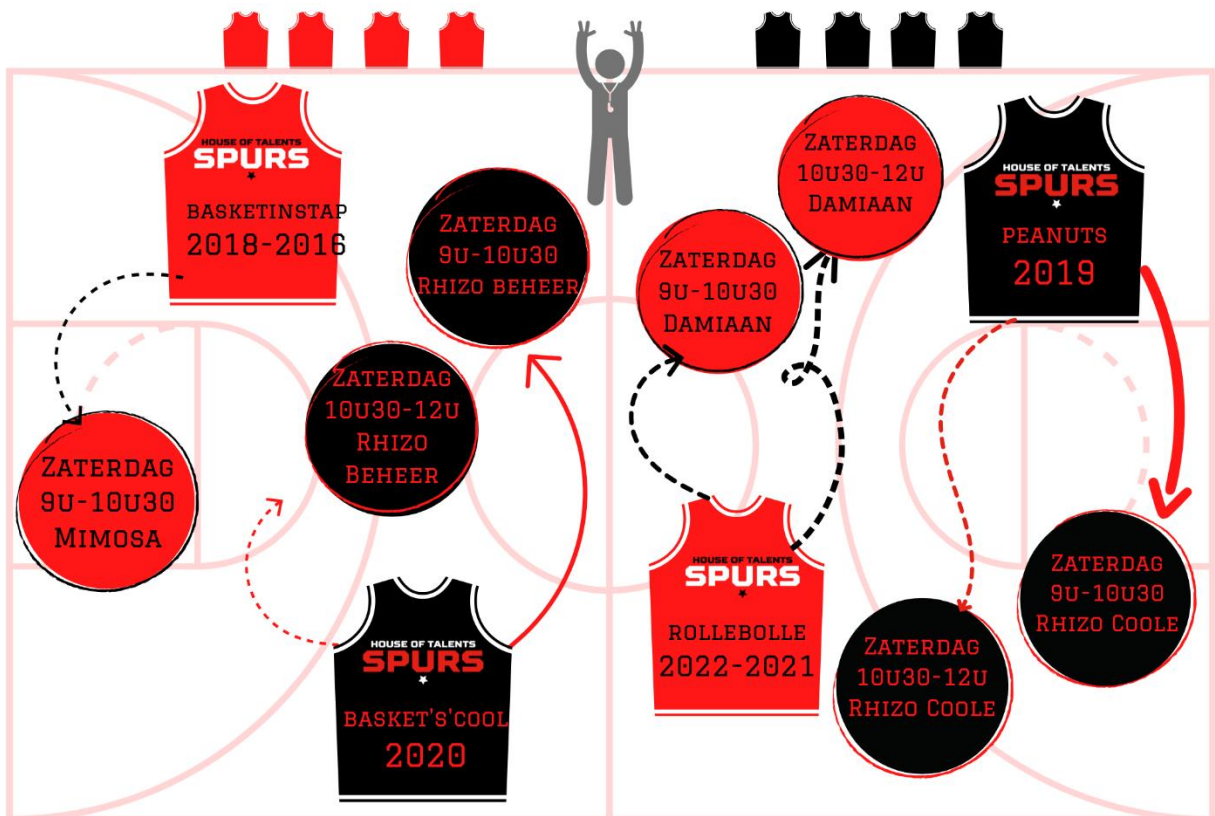 HOUSE OF TALENTS
SPURS
BASKETINSTAP
2018-2016
ZATERDAG
9U-10U30
MIMOSA
ZATERDAG
9U-10U30
RHIZO BEHEER
ZATERDAG
10U30-12U
RHIZO
BEHEER
HOUSE OF TALENTS
SPURS
BASKET'S'COOL
2020
ZATERDAG
9U-10U30
DAMIAAN
ZATERDAG
10U30-12U
DAMIAAN
HOUSE OF TALENTS
SPURS
ROLLEBOLLE
2022-2021
HOUSE OF TALENTS
SPURS
PEANUTS
2019
ZATERDAG
9U-10U30
RHIZO COOLE
ZATERDAG
10U30-12U
RHIZO COOLE